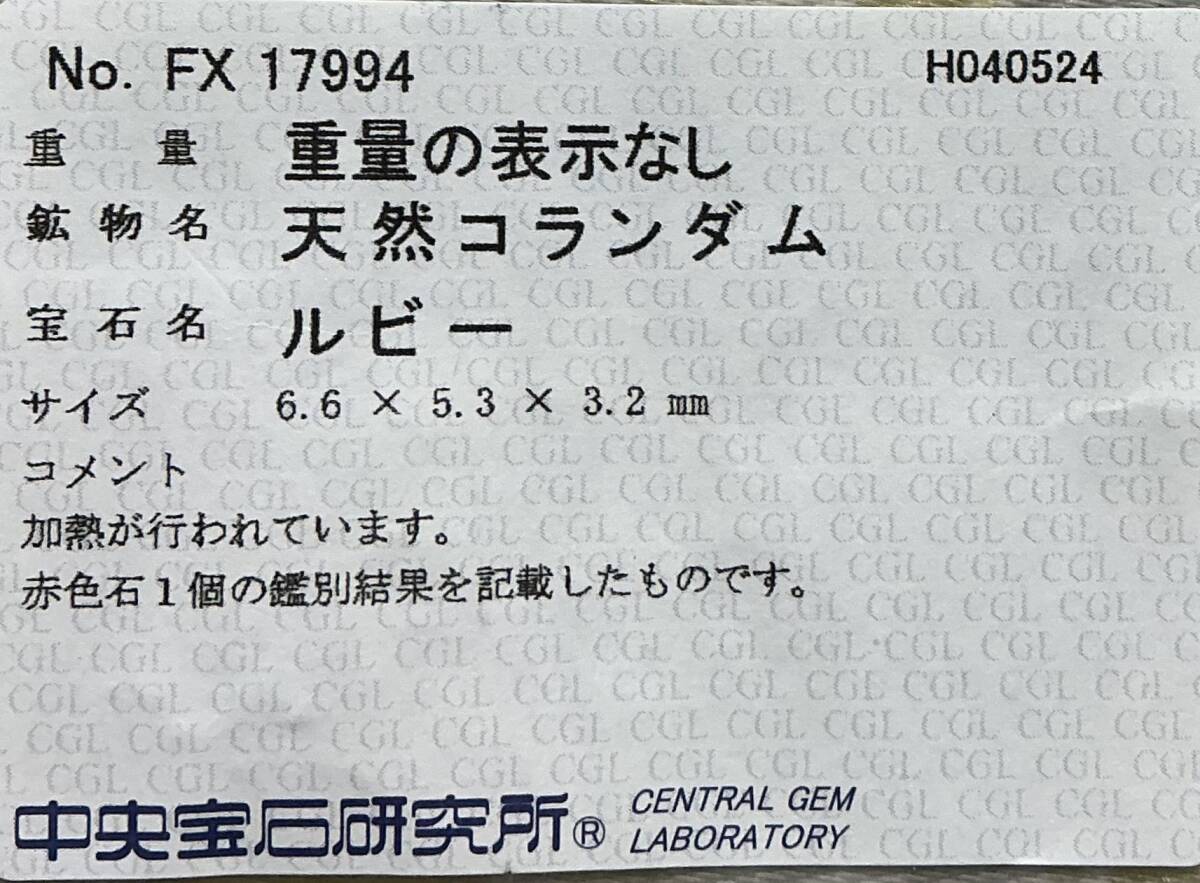 No. FX 17994 H040524
重量 重量の表示なし
鉱物名 天然コランダム
宝石名 ルビー
サイズ 6.6 × 5.3 × 3.2 mm
コメント
加熱が行われています。
赤色石1個の鑑別結果を記載したものです。
中央宝石研究所® CENTRAL GEM
LABORATORY